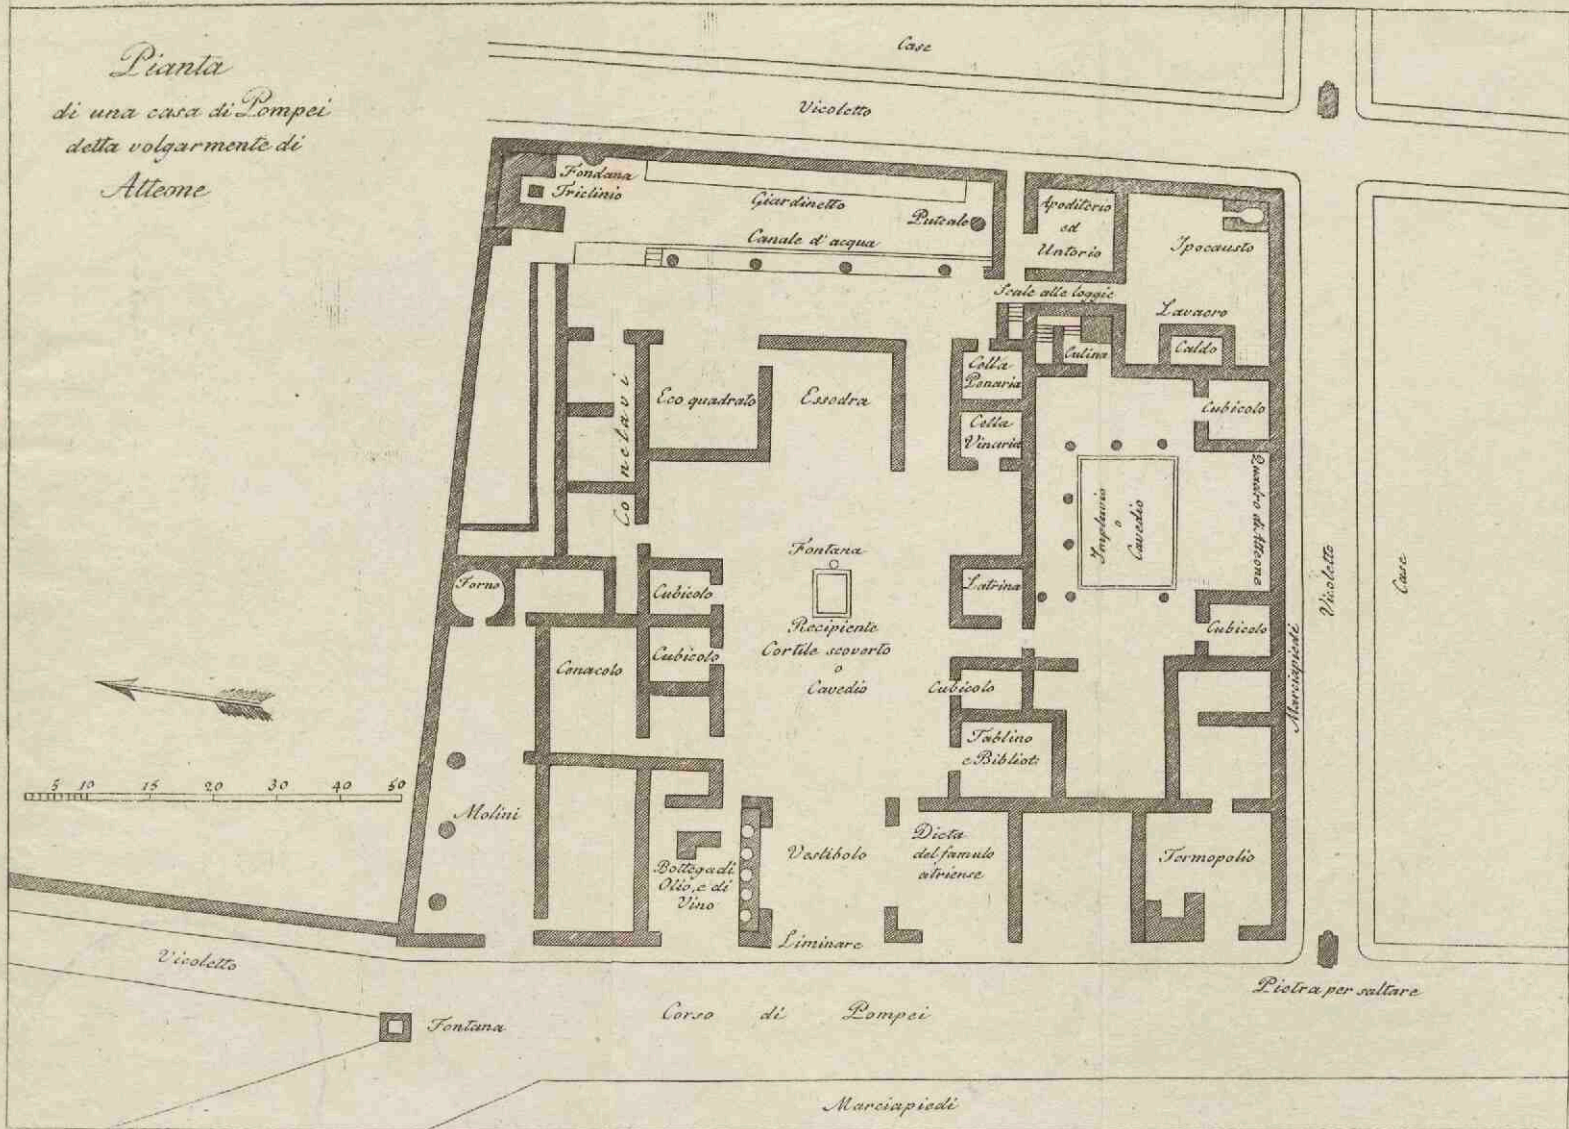 Pianta
di una casa di Pompei
detta volgarmente di
Atteone
Case
Vicoletto
Fondana
Triclinio
Giardinetto
Puteale
Canale d'acqua
Apoditerio
ed
Untorio
Ipocausto
Scale alle loggie
Lavacro
Caldo
Culina
Cella
Penaria
Cella
Vinaria
Cubicolo
Eco quadrato
Essedra
Conclavi
Impluvio
o
Cavedio
Quadro di Atteone
Vicoletto
Case
Marciapiedi
Fontana
Recipiente
Cortile scoverto
o
Cavedio
Latrina
Cubicolo
Cubicolo
Cubicolo
Cubicolo
Forno
Cenacolo
Tablino
e Bibliot:
5 10 15 20 30 40 50
Molini
Bottega di
Olio, e di
Vino
Vestibolo
Dieta
del famulo
atriense
Termopolio
Liminare
Vicoletto
Pietra per saltare
Fontana
Corso di Pompei
Marciapiedi